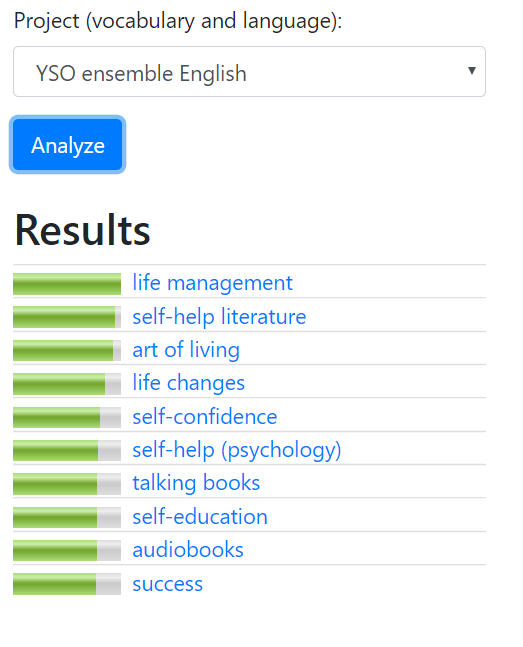 Project (vocabulary and language):
YSO ensemble English
Analyze
Results
life management
self-help literature
art of living
life changes
self-confidence
self-help (psychology)
talking books
self-education
audiobooks
success